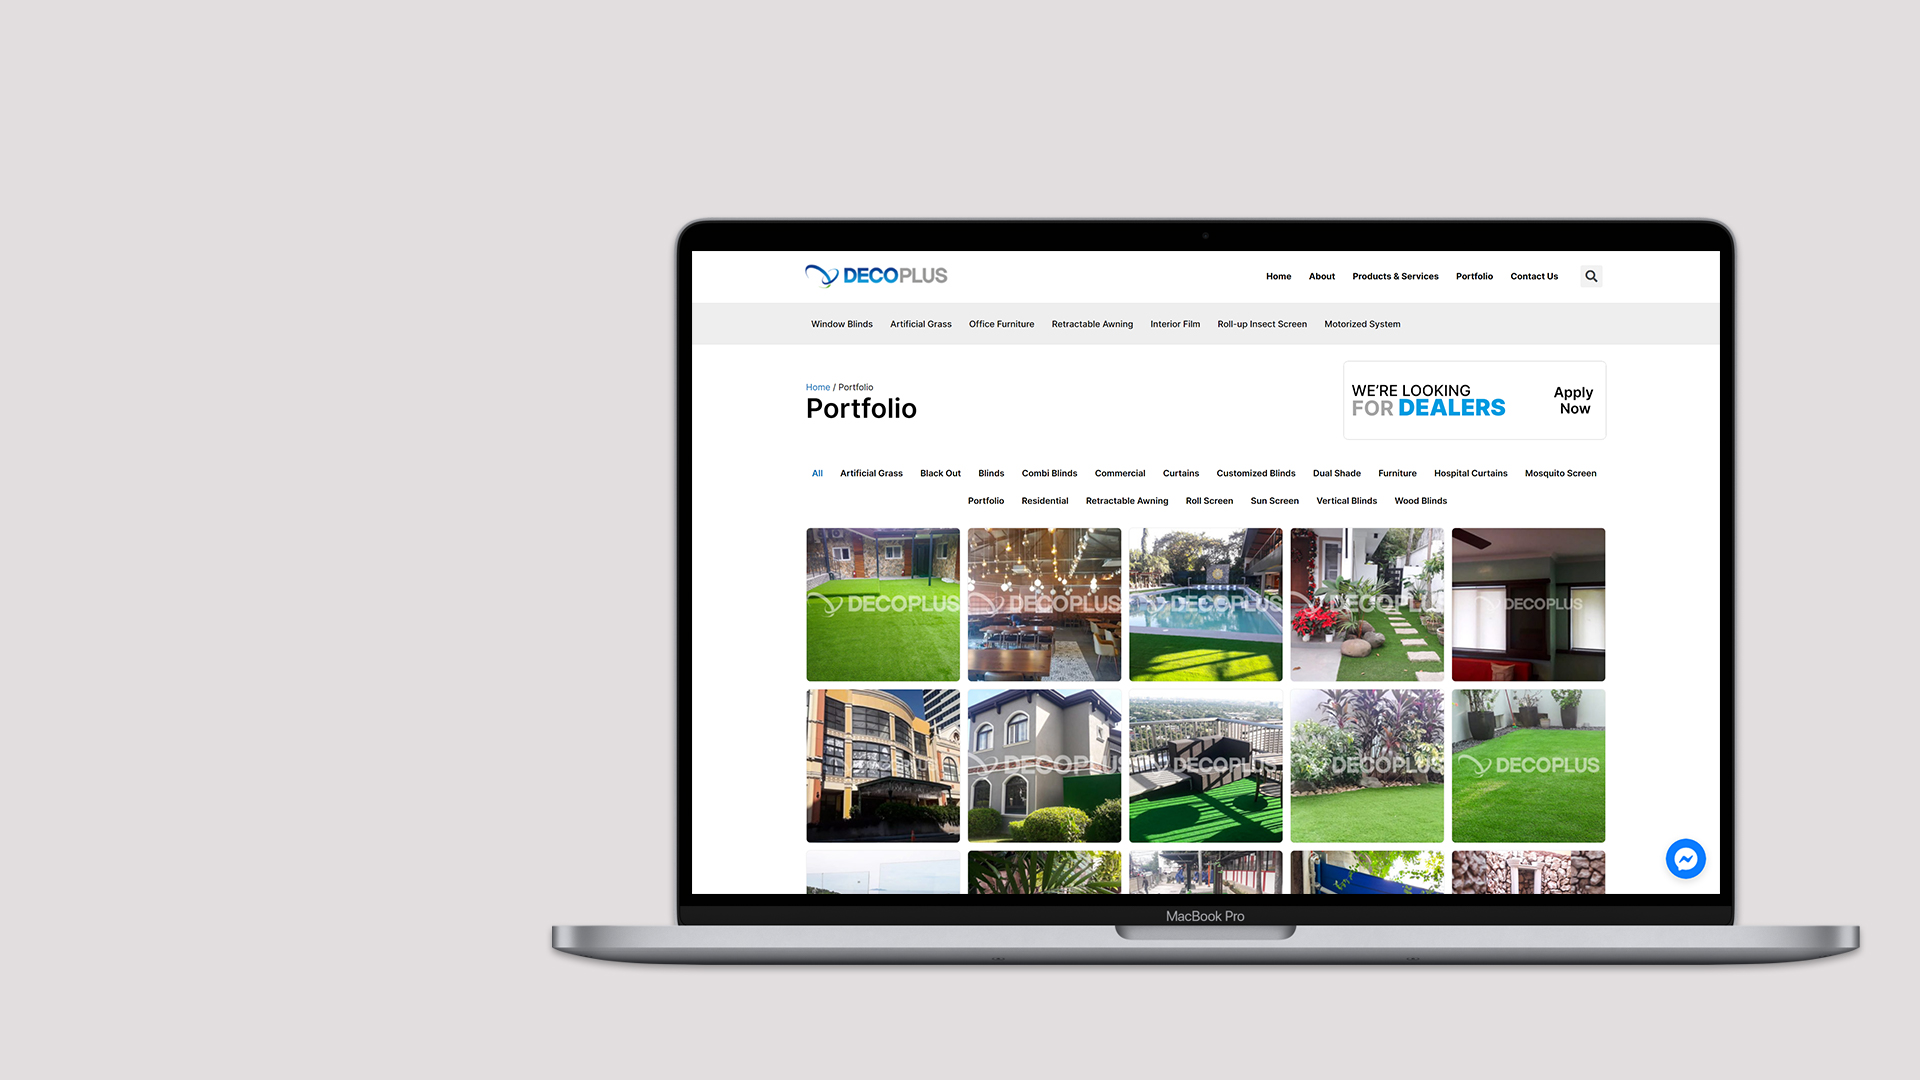 DECOPLUS
Home About Products & Services Portfolio Contact Us
Window Blinds Artificial Grass Office Furniture Retractable Awning Interior Film Roll-up Insect Screen Motorized System
Home / Portfolio
Portfolio
WE'RE LOOKING
FOR DEALERS
Apply
Now
All Artificial Grass Black Out Blinds Combi Blinds Commercial Curtains Customized Blinds Dual Shade Furniture Hospital Curtains Mosquito Screen
Portfolio Residential Retractable Awning Roll Screen Sun Screen Vertical Blinds Wood Blinds
DECOPLUS DECOPLUS DECOPLUS DECOPLUS DECOPLUS
DECOPLUS DECOPLUS DECOPLUS DECOPLUS DECOPLUS
MacBook Pro